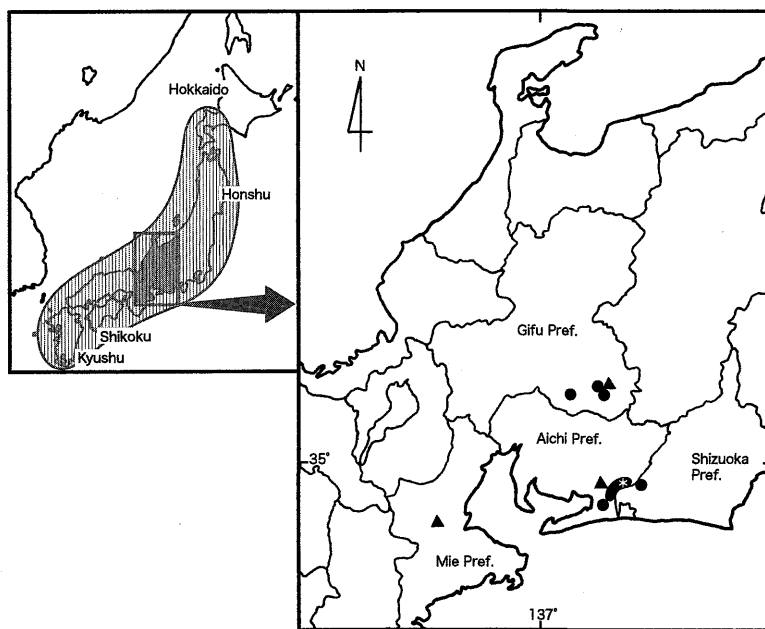 Hokkaido
Honshu
Shikoku
Kyushu
N
Gifu Pref.
Aichi Pref.
Shizuoka
Pref.
35°
Mie Pref.
137°